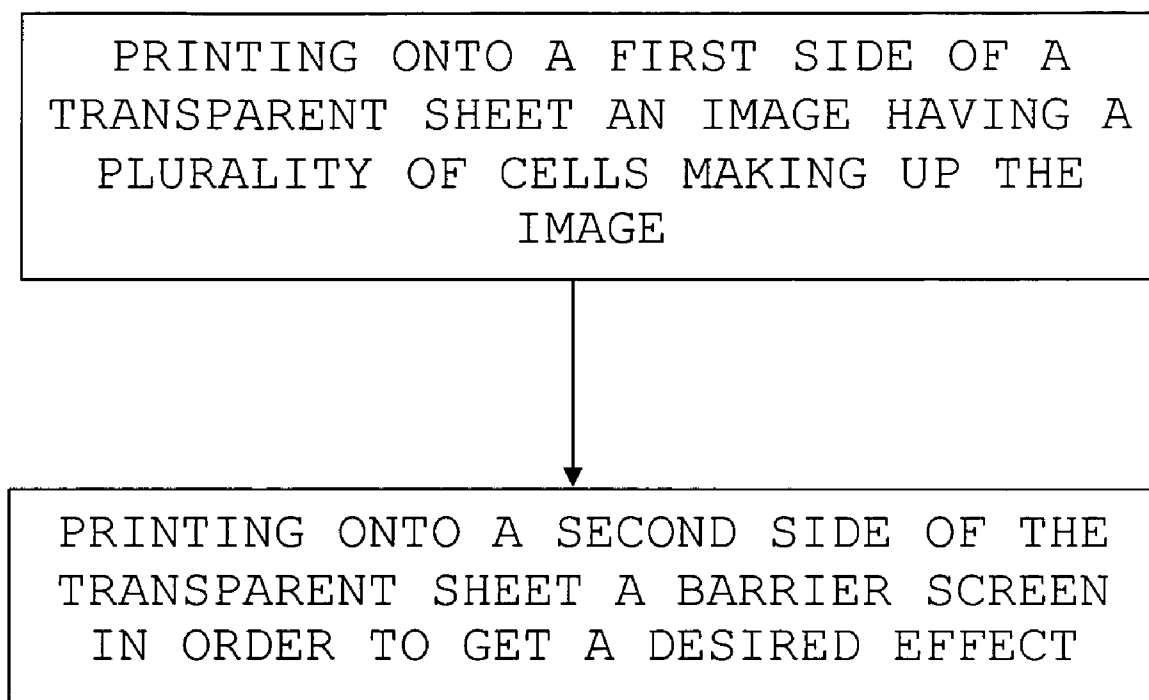 PRINTING ONTO A FIRST SIDE OF A
TRANSPARENT SHEET AN IMAGE HAVING A
PLURALITY OF CELLS MAKING UP THE
IMAGE
PRINTING ONTO A SECOND SIDE OF THE
TRANSPARENT SHEET A BARRIER SCREEN
IN ORDER TO GET A DESIRED EFFECT